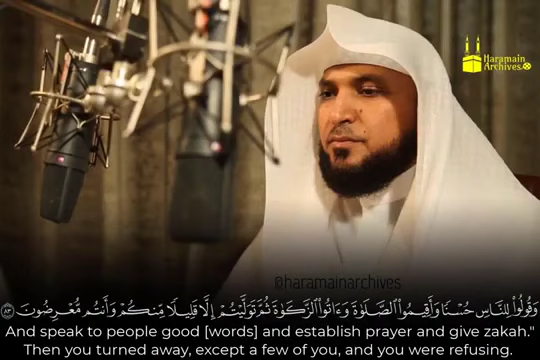 Haramain
Archives
@haramainarchives
وَقُولُوا۟ لِلنَّاسِ حُسْنًا وَأَقِيمُوا۟ ٱلصَّلَوٰةَ وَءَاتُوا۟ ٱلزَّكَوٰةَ ثُمَّ تَوَلَّيْتُمْ إِلَّا قَلِيلًا مِّنكُمْ وَأَنتُم مُّعْرِضُونَ ٨٣
And speak to people good [words] and establish prayer and give zakah."
Then you turned away, except a few of you, and you were refusing.